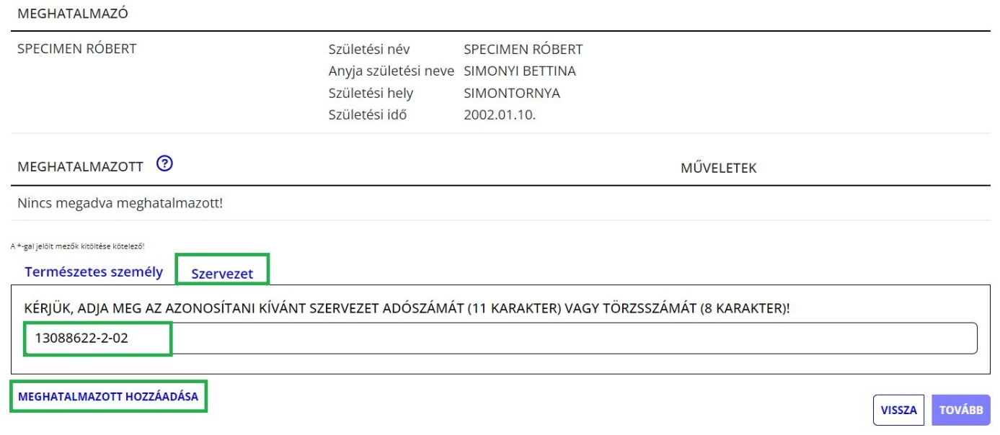 MEGHATALMAZÓ
SPECIMEN RÓBERT
Születési név SPECIMEN RÓBERT
Anyja születési neve SIMONYI BETTINA
Születési hely SIMONTORNYA
Születési idő 2002.01.10.
MEGHATALMAZOTT ? MŰVELETEK
Nincs megadva meghatalmazott!
A *-gal jelölt mezők kitöltése kötelező!
Természetes személy Szervezet
KÉRJÜK, ADJA MEG AZ AZONOSÍTANI KÍVÁNT SZERVEZET ADÓSZÁMÁT (11 KARAKTER) VAGY TÖRZSSZÁMÁT (8 KARAKTER)!
13088622-2-02
MEGHATALMAZOTT HOZZÁADÁSA
VISSZA TOVÁBB